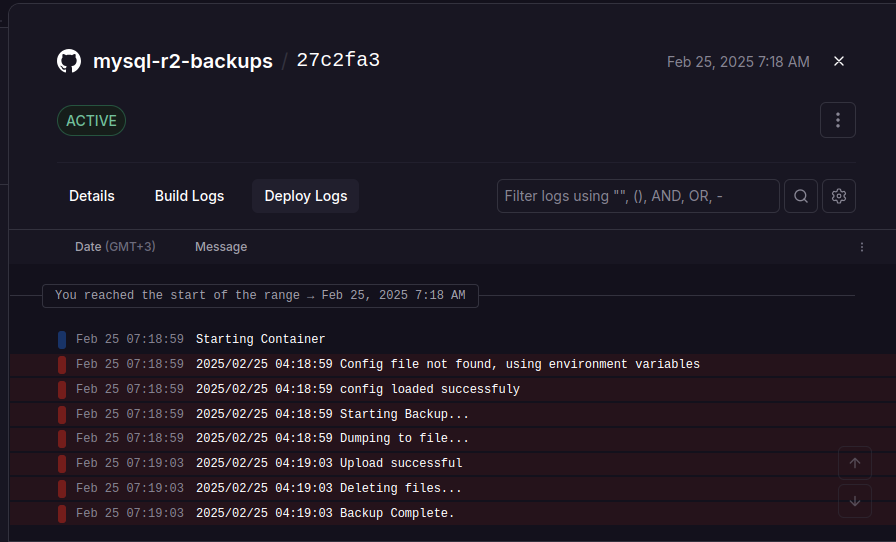 mysql-r2-backups / 27c2fa3 Feb 25, 2025 7:18 AM
ACTIVE
Details Build Logs Deploy Logs Filter logs using "", (), AND, OR, -
Date (GMT+3) Message
You reached the start of the range → Feb 25, 2025 7:18 AM
Feb 25 07:18:59 Starting Container
Feb 25 07:18:59 2025/02/25 04:18:59 Config file not found, using environment variables
Feb 25 07:18:59 2025/02/25 04:18:59 config loaded successfuly
Feb 25 07:18:59 2025/02/25 04:18:59 Starting Backup...
Feb 25 07:18:59 2025/02/25 04:18:59 Dumping to file...
Feb 25 07:19:03 2025/02/25 04:19:03 Upload successful
Feb 25 07:19:03 2025/02/25 04:19:03 Deleting files...
Feb 25 07:19:03 2025/02/25 04:19:03 Backup Complete.